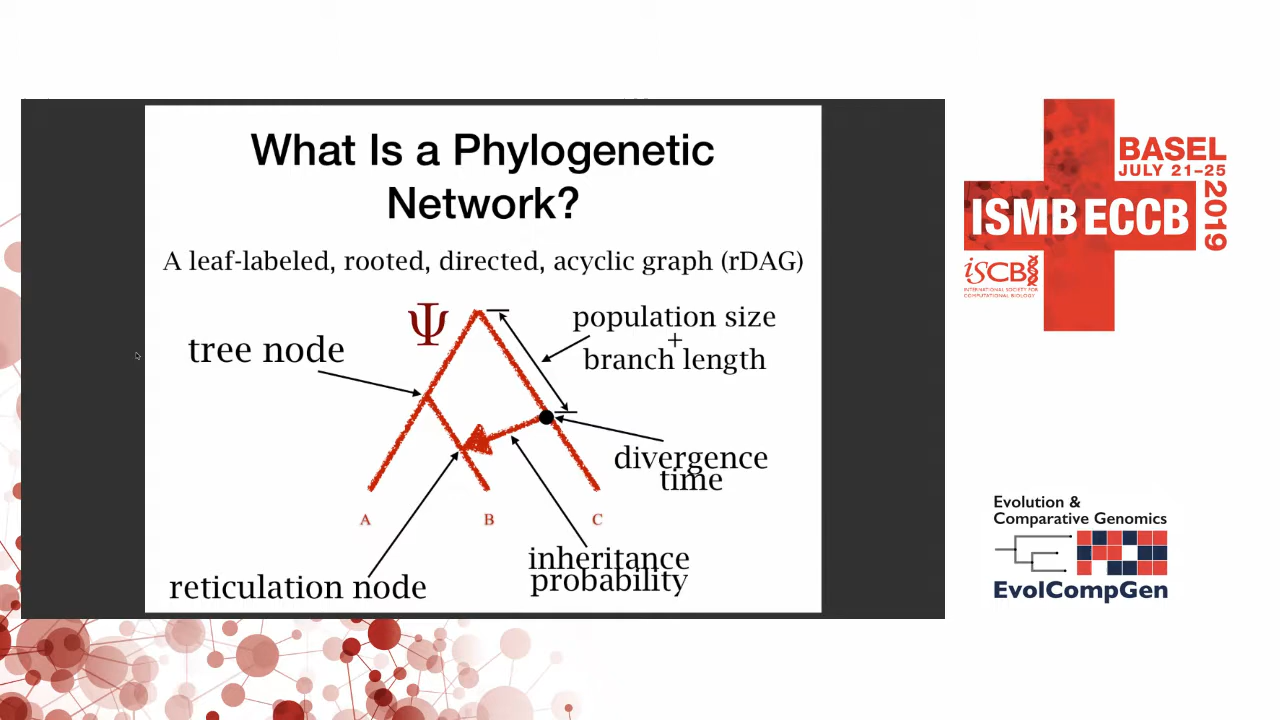 What Is a Phylogenetic
Network?
A leaf-labeled, rooted, directed, acyclic graph (rDAG)
Ψ
population size
+
branch length
tree node
divergence
time
A
B
C
inheritance
probability
reticulation node
BASEL
JULY 21–25
2019
ISMB ECCB
ISCB
INTERNATIONAL SOCIETY FOR
COMPUTATIONAL BIOLOGY
Evolution &
Comparative Genomics
EvolCompGen